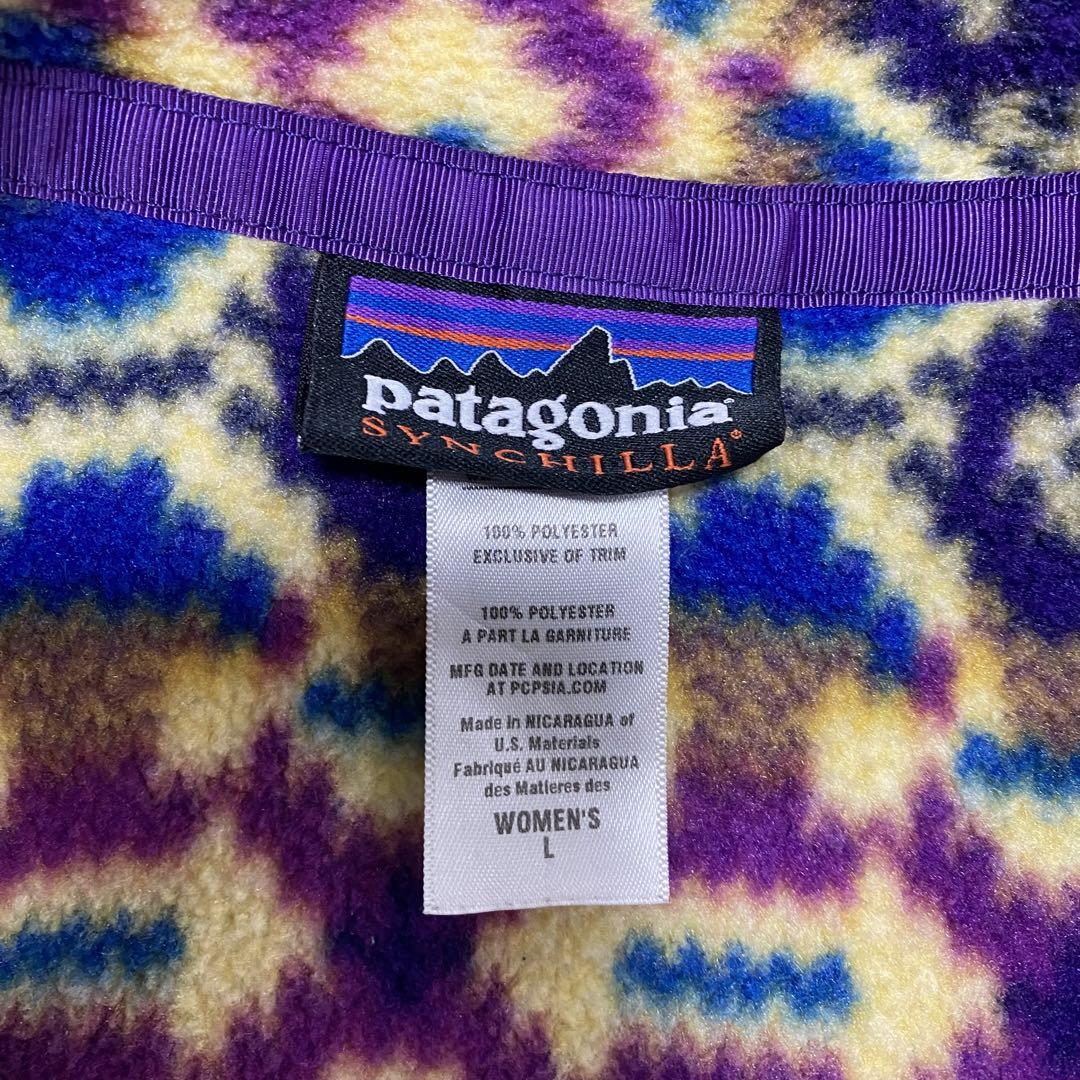 patagonia
SYNCHILLA®
100% POLYESTER
EXCLUSIVE OF TRIM
100% POLYESTER
A PART LA GARNITURE
MFG DATE AND LOCATION
AT PCPSIA.COM
Made in NICARAGUA of
U.S. Materials
Fabriqué AU NICARAGUA
des Matieres des
WOMEN'S
L